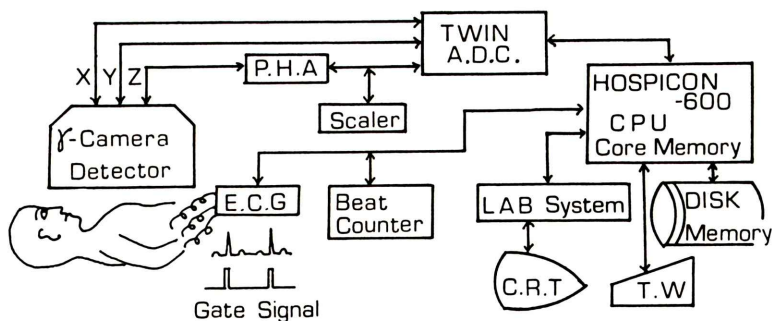 TWIN
A.D.C.
X Y Z
P.H.A
HOSPICON
-600
CPU
Core Memory
Scaler
γ-Camera
Detector
E.C.G
Beat
Counter
LAB System
DISK
Memory
C.R.T
T.W
Gate Signal